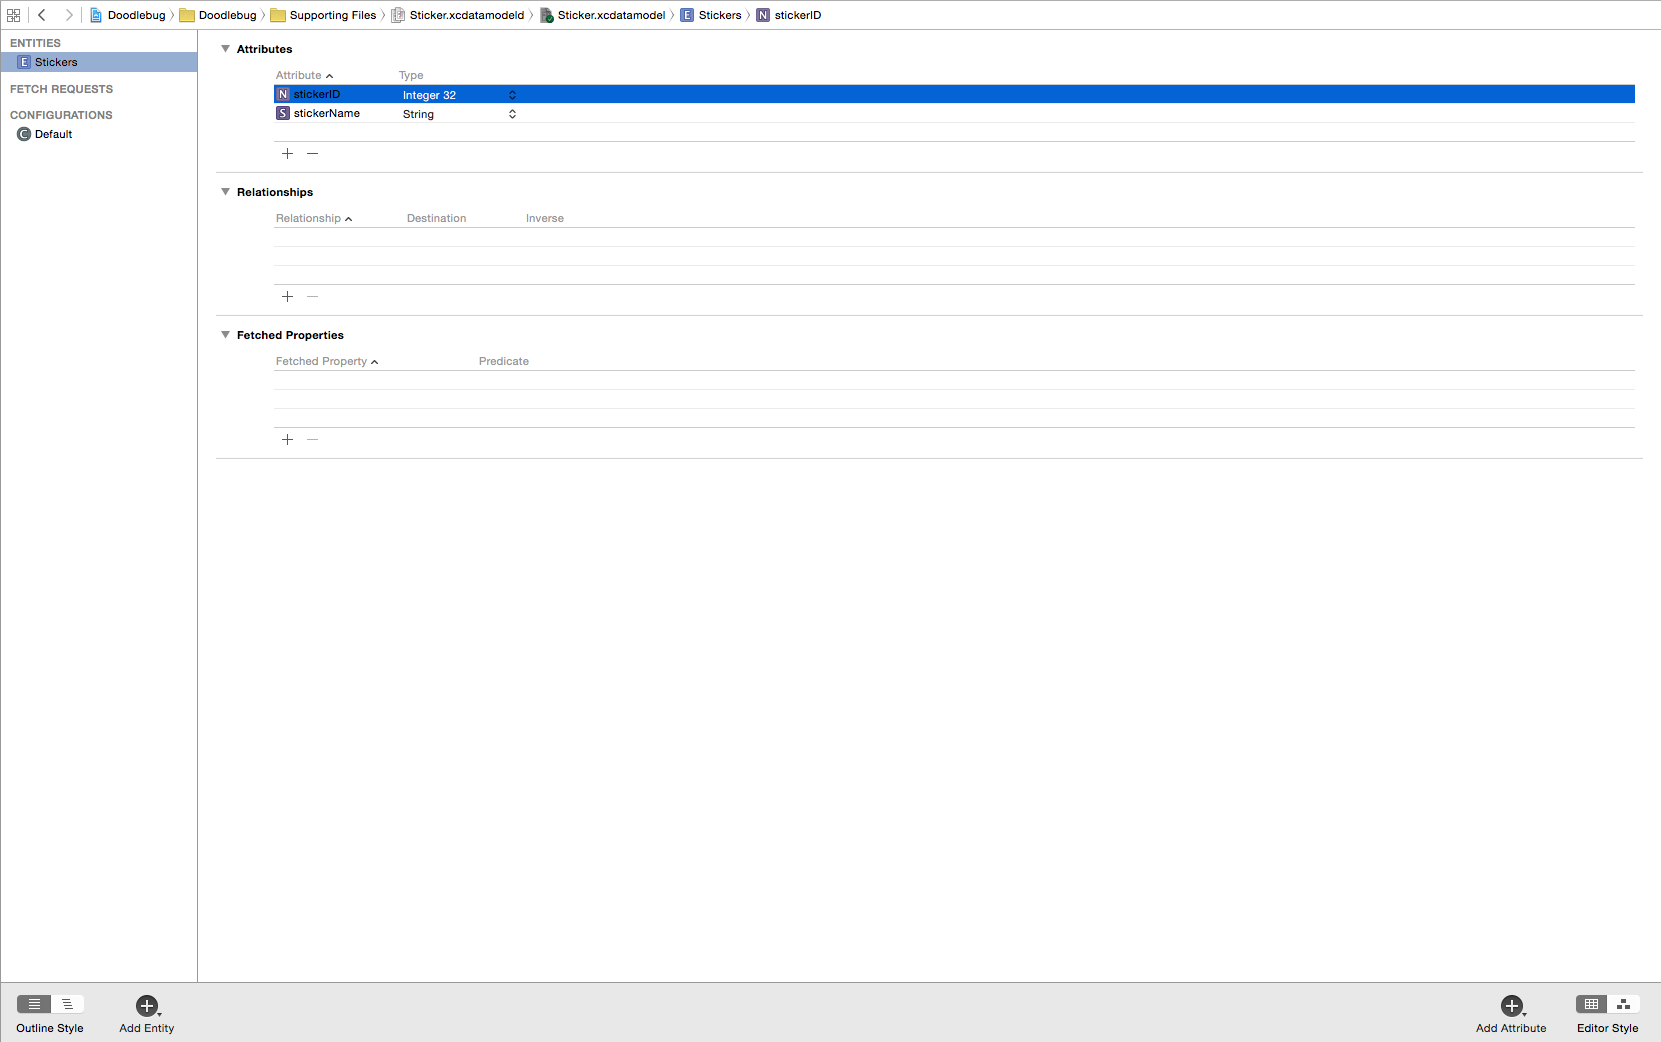 Doodlebug Doodlebug Supporting Files Sticker.xcdatamodeld Sticker.xcdatamodel E Stickers N stickerID
ENTITIES
E Stickers
FETCH REQUESTS
CONFIGURATIONS
C Default
Attributes
Attribute Type
N stickerID Integer 32
S stickerName String
Relationships
Relationship Destination Inverse
Fetched Properties
Fetched Property Predicate
Outline Style Add Entity Add Attribute Editor Style